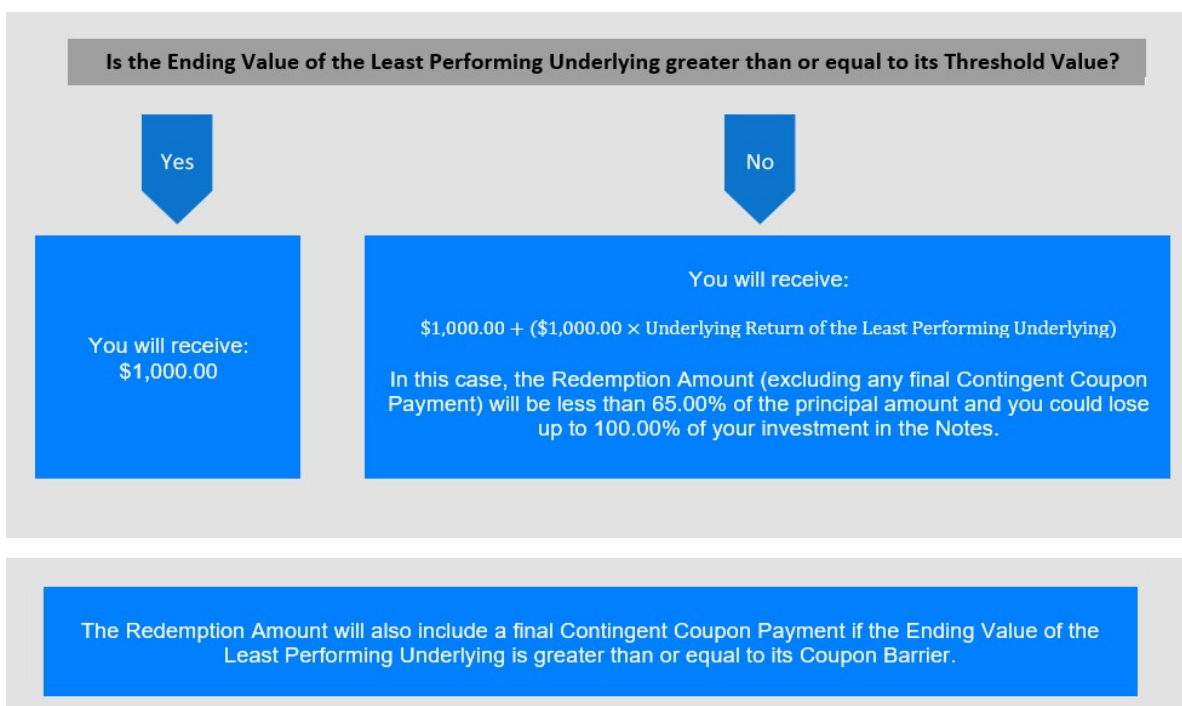 Is the Ending Value of the Least Performing Underlying greater than or equal to its Threshold Value?
Yes
No
You will receive:
$1,000.00
You will receive:
$1,000.00 + ($1,000.00 × Underlying Return of the Least Performing Underlying)
In this case, the Redemption Amount (excluding any final Contingent Coupon
Payment) will be less than 65.00% of the principal amount and you could lose
up to 100.00% of your investment in the Notes.
The Redemption Amount will also include a final Contingent Coupon Payment if the Ending Value of the
Least Performing Underlying is greater than or equal to its Coupon Barrier.